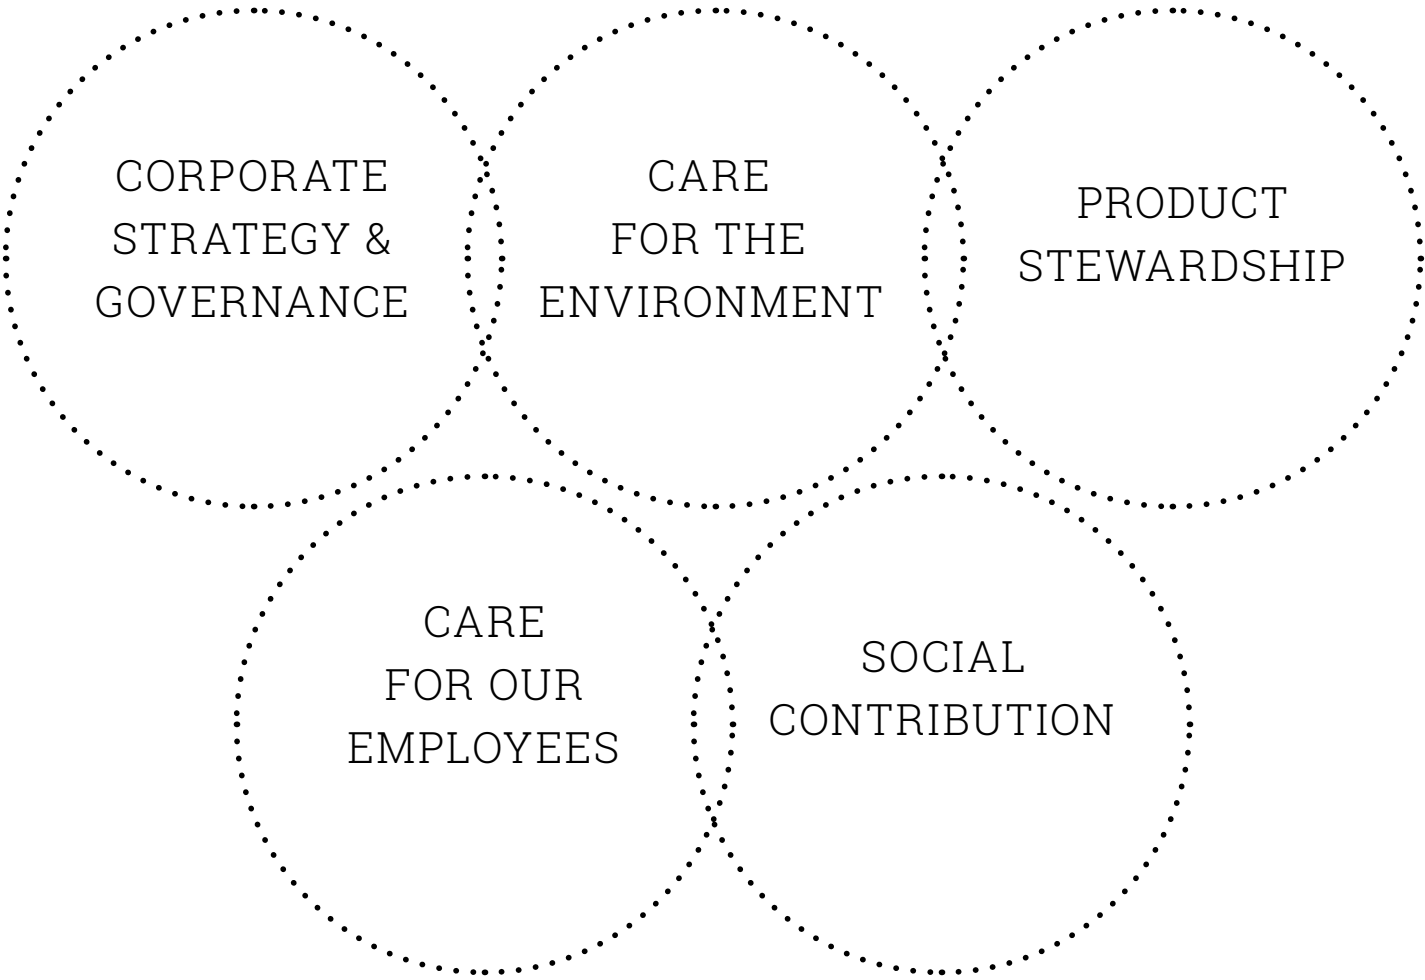 CORPORATE
STRATEGY &
GOVERNANCE
CARE
FOR THE
ENVIRONMENT
PRODUCT
STEWARDSHIP
CARE
FOR OUR
EMPLOYEES
SOCIAL
CONTRIBUTION